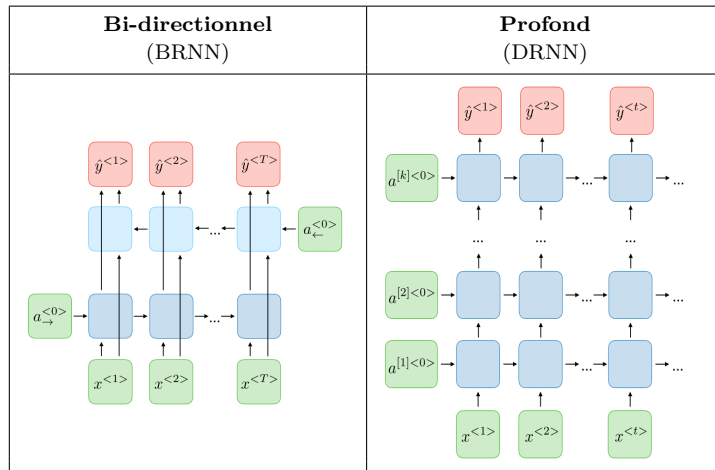 Bi-directionnel
(BRNN)
ŷ<1> ŷ<2> ŷ<T>
... a←<0>
a→<0> ...
x<1> x<2> x<T>
Profond
(DRNN)
ŷ<1> ŷ<2> ŷ<t>
a[k]<0> ... ...
... ...
a[2]<0> ... ...
a[1]<0> ... ...
x<1> x<2> x<t>